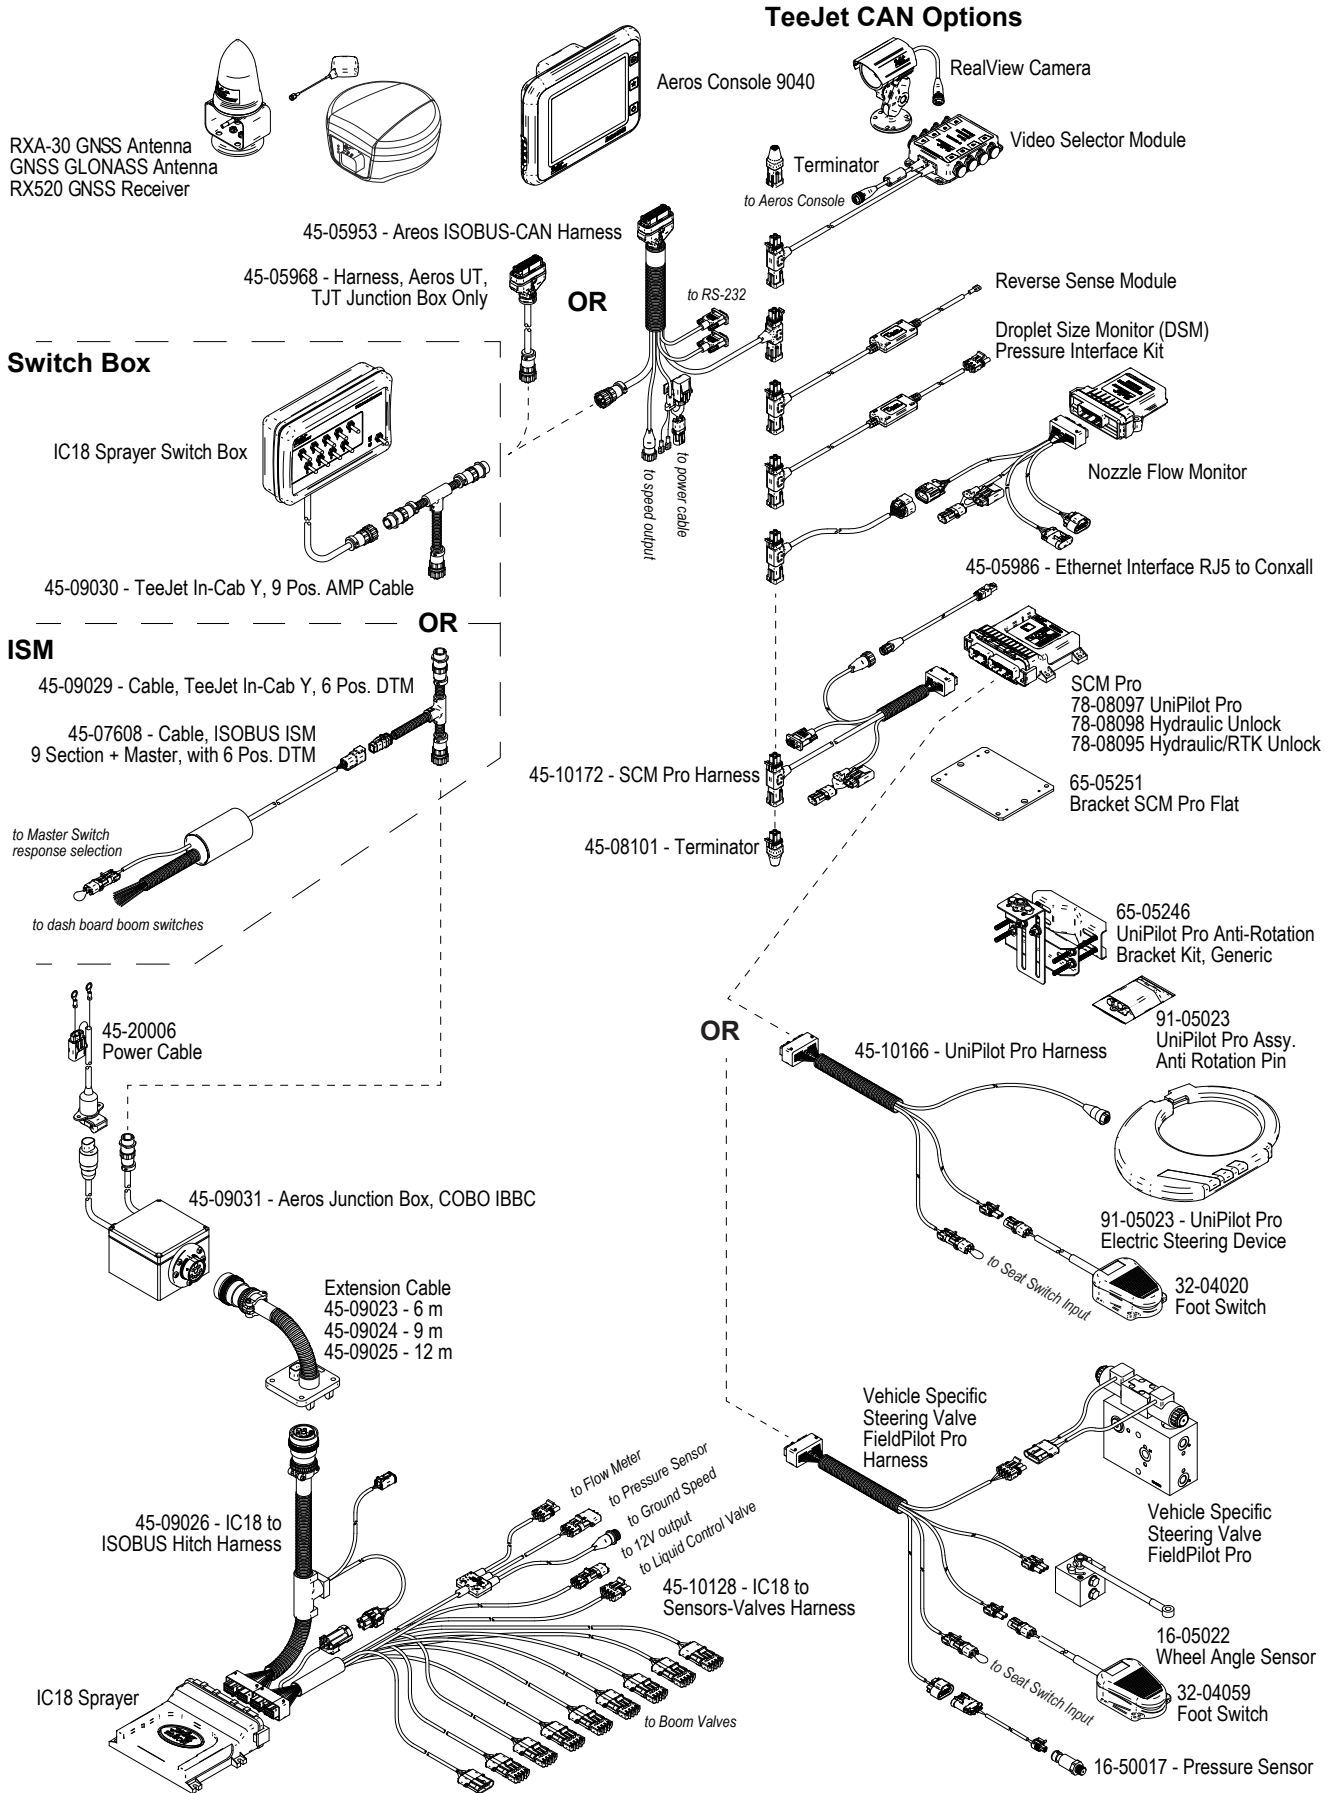 TeeJet CAN Options
RealView Camera
Aeros Console 9040
Video Selector Module
RXA-30 GNSS Antenna
GNSS GLONASS Antenna
RX520 GNSS Receiver
Terminator
to Aeros Console
45-05953 - Areos ISOBUS-CAN Harness
45-05968 - Harness, Aeros UT,
TJT Junction Box Only
OR
to RS-232
Reverse Sense Module
Droplet Size Monitor (DSM)
Pressure Interface Kit
Switch Box
IC18 Sprayer Switch Box
to speed output
to power cable
Nozzle Flow Monitor
45-09030 - TeeJet In-Cab Y, 9 Pos. AMP Cable
45-05986 - Ethernet Interface RJ5 to Conxall
OR
ISM
45-09029 - Cable, TeeJet In-Cab Y, 6 Pos. DTM
45-07608 - Cable, ISOBUS ISM
9 Section + Master, with 6 Pos. DTM
SCM Pro
78-08097 UniPilot Pro
78-08098 Hydraulic Unlock
78-08095 Hydraulic/RTK Unlock
45-10172 - SCM Pro Harness
65-05251
Bracket SCM Pro Flat
to Master Switch
response selection
45-08101 - Terminator
to dash board boom switches
65-05246
UniPilot Pro Anti-Rotation
Bracket Kit, Generic
45-20006
Power Cable
OR
91-05023
UniPilot Pro Assy.
Anti Rotation Pin
45-10166 - UniPilot Pro Harness
45-09031 - Aeros Junction Box, COBO IBBC
91-05023 - UniPilot Pro
Electric Steering Device
to Seat Switch Input
32-04020
Foot Switch
Extension Cable
45-09023 - 6 m
45-09024 - 9 m
45-09025 - 12 m
Vehicle Specific
Steering Valve
FieldPilot Pro
Harness
to Flow Meter
to Pressure Sensor
to Ground Speed
to 12V output
to Liquid Control Valve
45-09026 - IC18 to
ISOBUS Hitch Harness
Vehicle Specific
Steering Valve
FieldPilot Pro
45-10128 - IC18 to
Sensors-Valves Harness
16-05022
Wheel Angle Sensor
to Seat Switch Input
32-04059
Foot Switch
IC18 Sprayer
to Boom Valves
16-50017 - Pressure Sensor